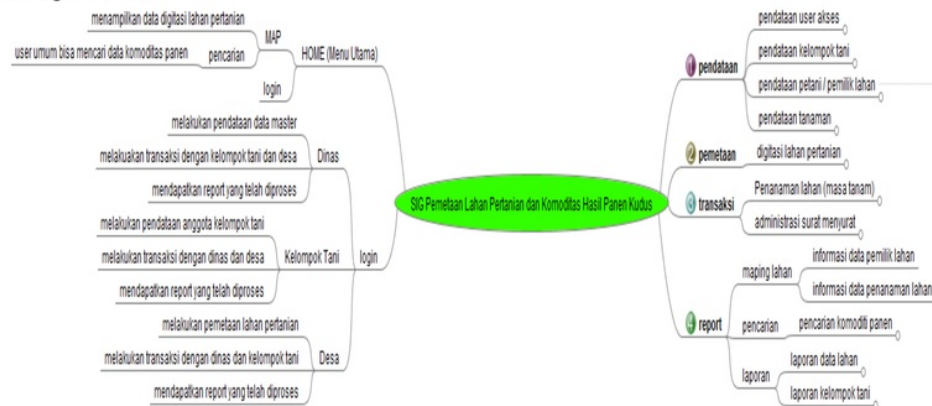 menampilkan data digitasi lahan pertanian
MAP
user umum bisa mencari data komoditas panen
pencarian
HOME (Menu Utama)
login
melakukan pendataan data master
melakuakan transaksi dengan kelompok tani dan desa
Dinas
mendapatkan report yang telah diproses
melakukan pendataan anggota kelompok tani
melakukan transaksi dengan dinas dan desa
Kelompok Tani
login
mendapatkan report yang telah diproses
melakukan pemetaan lahan pertanian
melakukan transaksi dengan dinas dan kelompok tani
Desa
mendapatkan report yang telah diproses
SIG Pemetaan Lahan Pertanian dan Komoditas Hasil Panen Kudus
1 pendataan
pendataan user akses
pendataan kelompok tani
pendataan petani / pemilik lahan
pendataan tanaman
2 pemetaan
digitasi lahan pertanian
3 transaksi
Penanaman lahan (masa tanam)
administrasi surat menyurat
4 report
maping lahan
informasi data pemilik lahan
informasi data penanaman lahan
pencarian
pencarian komoditi panen
laporan
laporan data lahan
laporan kelompok tani